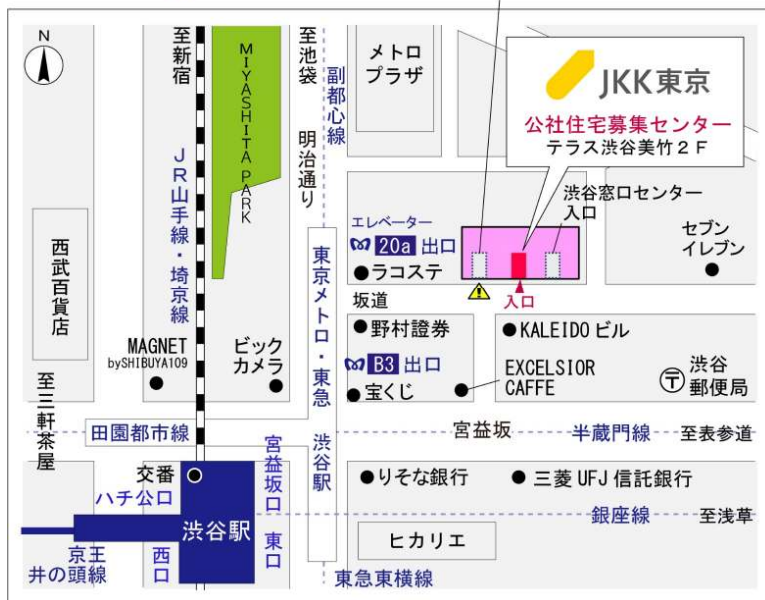 N
至新宿
MIYASHITA PARK
至池袋
副都心線
明治通り
メトロ
プラザ
JKK東京
公社住宅募集センター
テラス渋谷美竹2F
渋谷窓口センター
入口
JR山手線・埼京線
西武百貨店
エレベーター
20a 出口
ラコステ
坂道
入口
セブン
イレブン
東京メトロ・東急 渋谷駅
MAGNET
bySHIBUYA109
ビック
カメラ
野村證券
B3 出口
宝くじ
KALEIDOビル
EXCELSIOR
CAFFE
〒
渋谷
郵便局
至三軒茶屋
田園都市線
宮益坂
半蔵門線
至表参道
交番
ハチ公口
宮益坂口
りそな銀行
三菱UFJ信託銀行
渋谷駅
銀座線
至浅草
京王
井の頭線
西口
東口
ヒカリエ
東急東横線